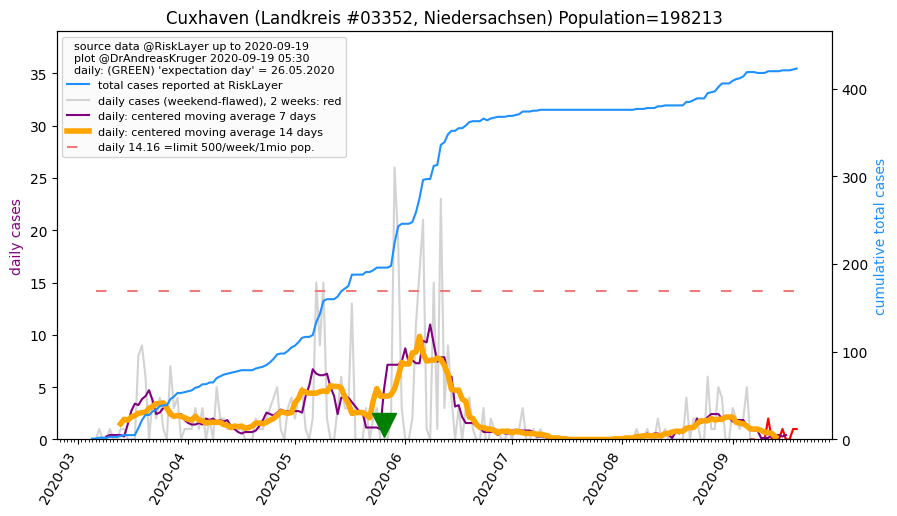 Cuxhaven (Landkreis #03352, Niedersachsen) Population=198213
source data @RiskLayer up to 2020-09-19
plot @DrAndreasKruger 2020-09-19 05:30
daily: (GREEN) 'expectation day' = 26.05.2020
total cases reported at RiskLayer
daily cases (weekend-flawed), 2 weeks: red
daily: centered moving average 7 days
daily: centered moving average 14 days
daily 14.16 =limit 500/week/1mio pop.
daily cases
35
30
25
20
15
10
5
0
cumulative total cases
400
300
200
100
0
2020-03
2020-04
2020-05
2020-06
2020-07
2020-08
2020-09